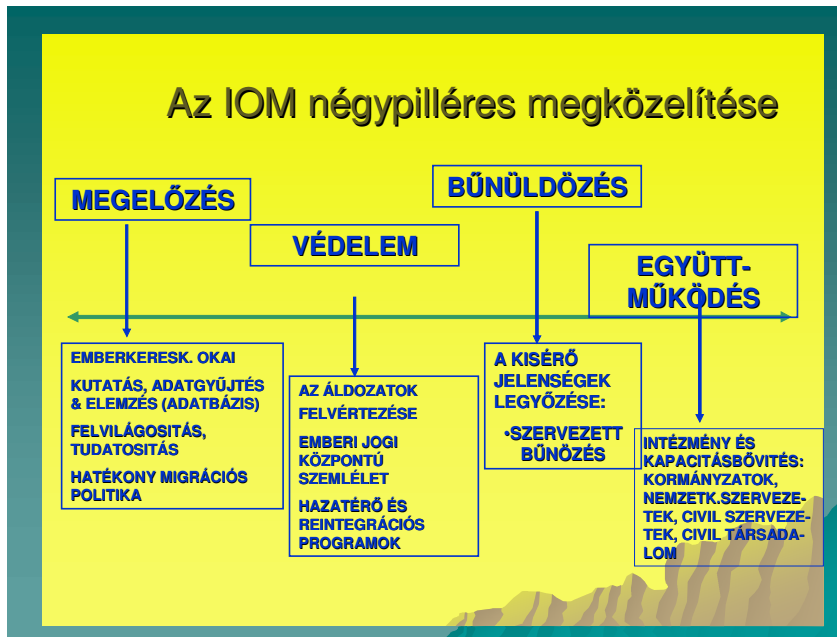 Az IOM négypilléres megközelítése
MEGELŐZÉS
EMBERKERESK. OKAI
KUTATÁS, ADATGYŰJTÉS
& ELEMZÉS (ADATBÁZIS)
FELVILÁGOSITÁS,
TUDATOSITÁS
HATÉKONY MIGRÁCIÓS
POLITIKA
VÉDELEM
AZ ÁLDOZATOK
FELVÉRTEZÉSE
EMBERI JOGI
KÖZPONTÚ
SZEMLÉLET
HAZATÉRŐ ÉS
REINTEGRÁCIÓS
PROGRAMOK
BŰNÜLDÖZÉS
A KISÉRŐ
JELENSÉGEK
LEGYŐZÉSE:
•SZERVEZETT
BŰNÖZÉS
EGYÜTT-
MŰKÖDÉS
INTÉZMÉNY ÉS
KAPACITÁSBŐVITÉS:
KORMÁNYZATOK,
NEMZETK.SZERVEZE-
TEK, CIVIL SZERVEZE-
TEK, CIVIL TÁRSADA-
LOM